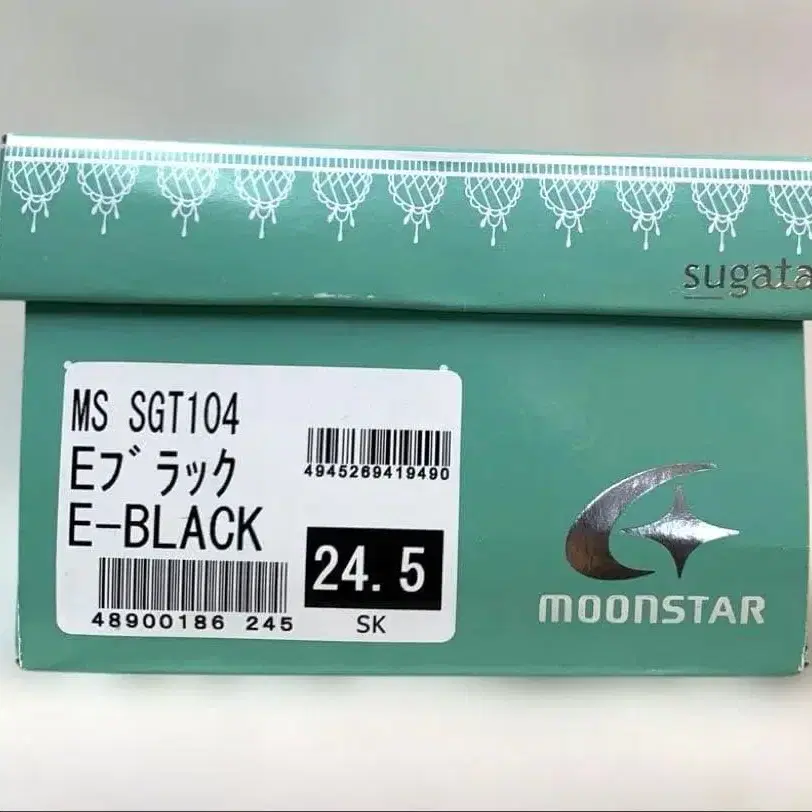 sugata
MS SGT104
Eブラック
E-BLACK
4945269419490
24.5
SK
48900186 245
MOONSTAR